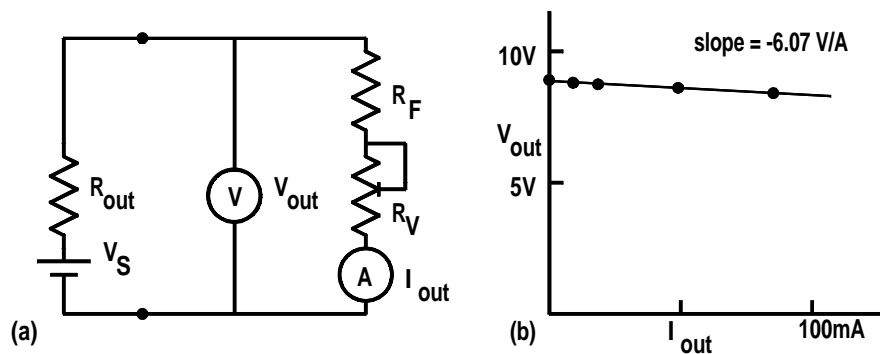 R_F
R_out
V
V_out
R_V
V_S
A
I_out
(a)
10V
slope = -6.07 V/A
V_out
5V
(b)
I_out
100mA